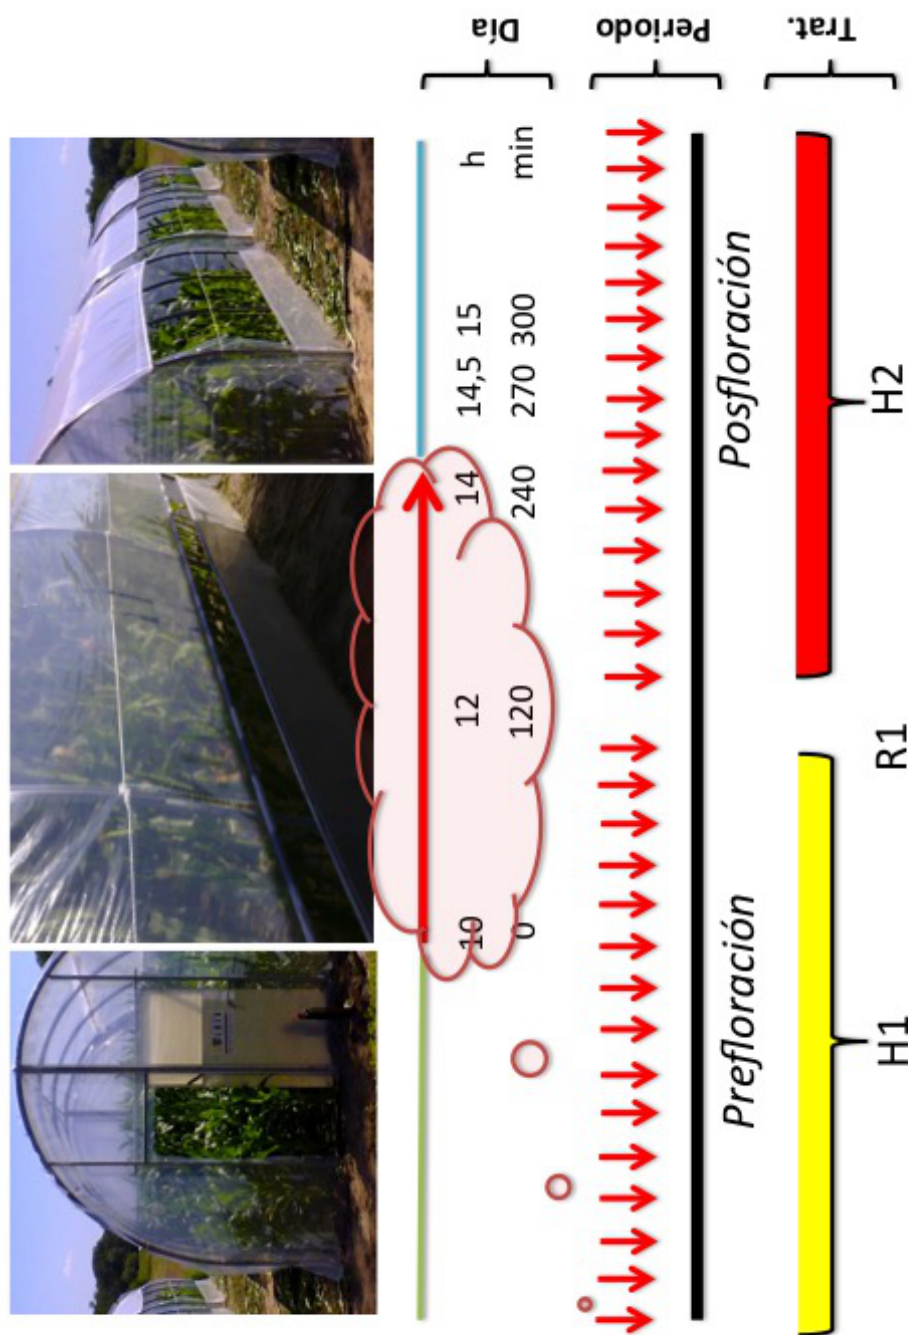 Día
10 12 14 14,5 15 h
0 120 240 270 300 min
Periodo
Prefloración Posfloración
Trat.
H1 R1 H2